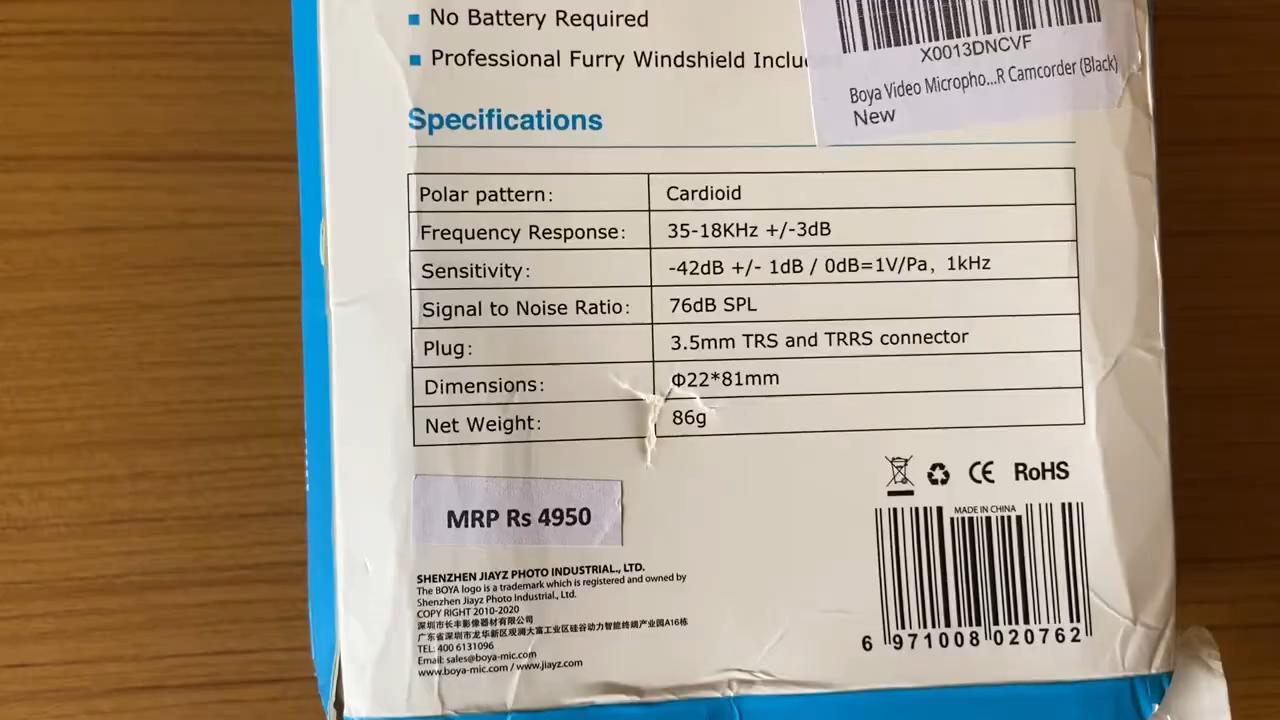 No Battery Required
Professional Furry Windshield
X0013DNCVF
Boya Video Micropho...R Camcorder (Black)
New
Specifications
Polar pattern: Cardioid
Frequency Response: 35-18KHz +/-3dB
Sensitivity: -42dB +/- 1dB / 0dB=1V/Pa, 1kHz
Signal to Noise Ratio: 76dB SPL
Plug: 3.5mm TRS and TRRS connector
Dimensions: Φ22*81mm
Net Weight: 86g
CE RoHS
MRP Rs 4950
MADE IN CHINA
6 971008 020762
SHENZHEN JIAYZ PHOTO INDUSTRIAL., LTD.
The BOYA logo is a trademark which is registered and owned by
Shenzhen Jiayz Photo Industrial., Ltd.
COPY RIGHT 2010-2020
深圳市长丰影像器材有限公司
广东省深圳市龙华新区观澜大富工业区硅谷动力智能终端产业园A16栋
TEL: 400 6131096
Email: sales@boya-mic.com
www.boya-mic.com / www.jiayz.com